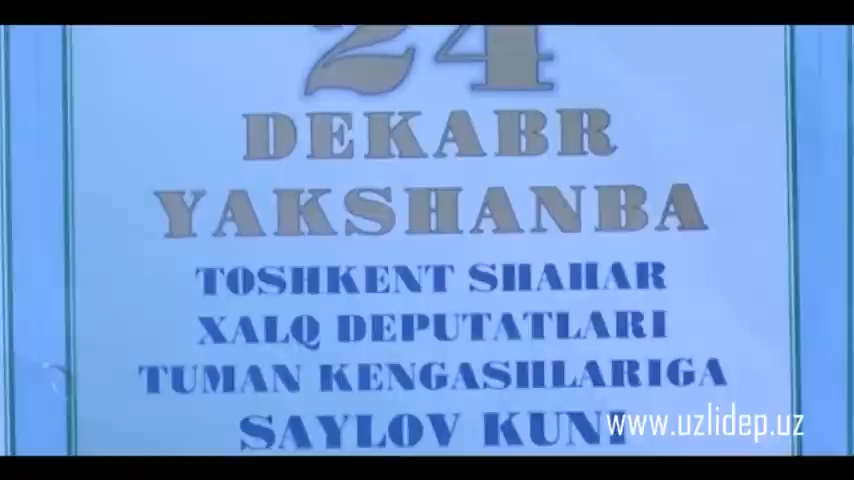 24
DEKABR
YAKSHANBA
TOSHKENT SHAHAR
XALQ DEPUTATLARI
TUMAN KENGASHLARIGA
SAYLOV KUNI
www.uzlidep.uz